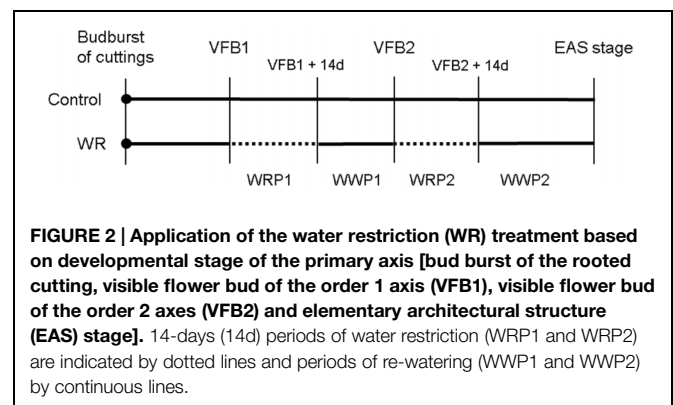 Budburst
of cuttings
VFB1
VFB1 + 14d
VFB2
VFB2 + 14d
EAS stage
Control
WR
WRP1
WWP1
WRP2
WWP2
FIGURE 2 | Application of the water restriction (WR) treatment based
on developmental stage of the primary axis [bud burst of the rooted
cutting, visible flower bud of the order 1 axis (VFB1), visible flower bud
of the order 2 axes (VFB2) and elementary architectural structure
(EAS) stage]. 14-days (14d) periods of water restriction (WRP1 and WRP2)
are indicated by dotted lines and periods of re-watering (WWP1 and WWP2)
by continuous lines.